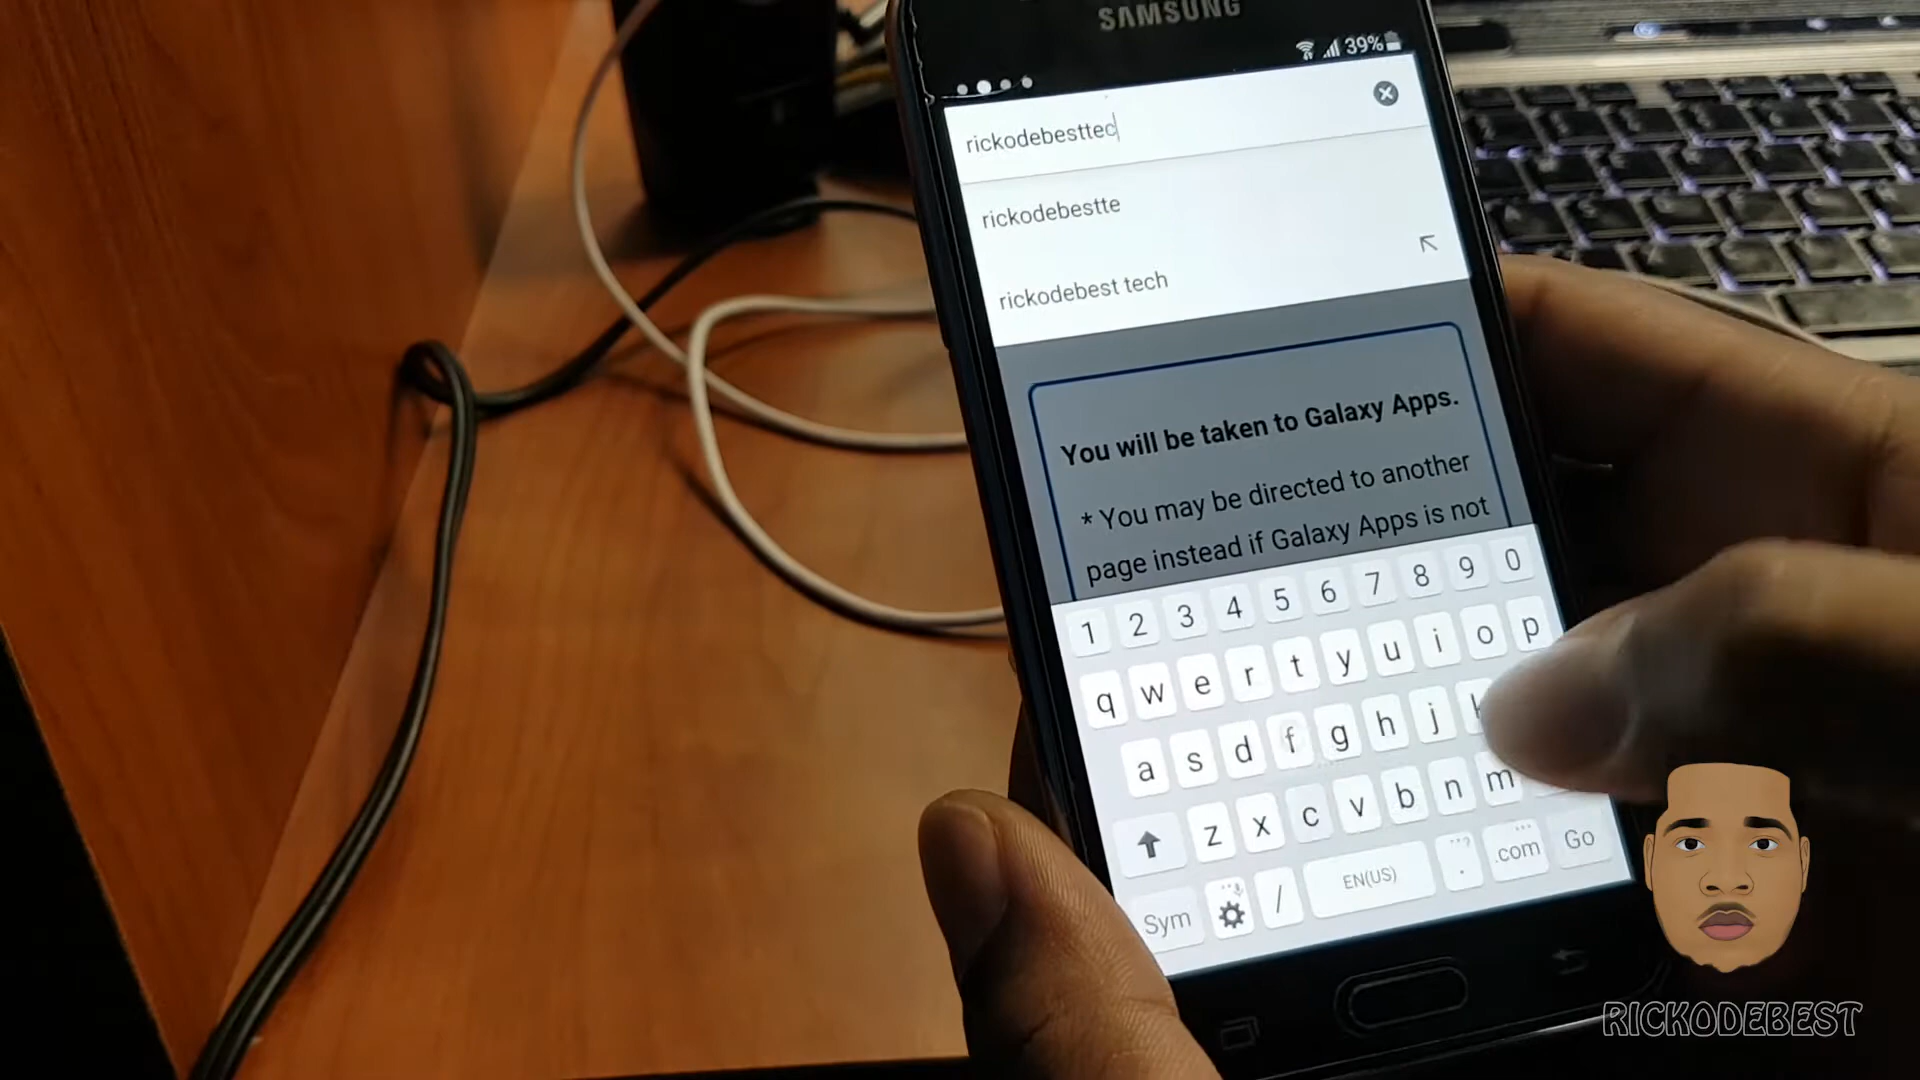 SAMSUNG
39%
rickodebesttec
rickodebestte
rickodebest tech
You will be taken to Galaxy Apps.
* You may be directed to another
page instead if Galaxy Apps is not
1 2 3 4 5 6 7 8 9 0
q w e r t y u i o p
a s d f g h j
z x c v b n m
Sym / EN(US) . .com Go
RICKODEBEST